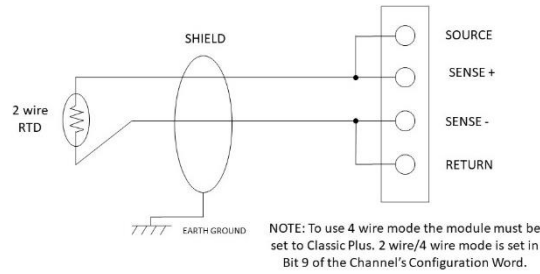 SHIELD
SOURCE
SENSE +
2 wire
RTD
SENSE -
RETURN
EARTH GROUND
NOTE: To use 4 wire mode the module must be
set to Classic Plus. 2 wire/4 wire mode is set in
Bit 9 of the Channel's Configuration Word.